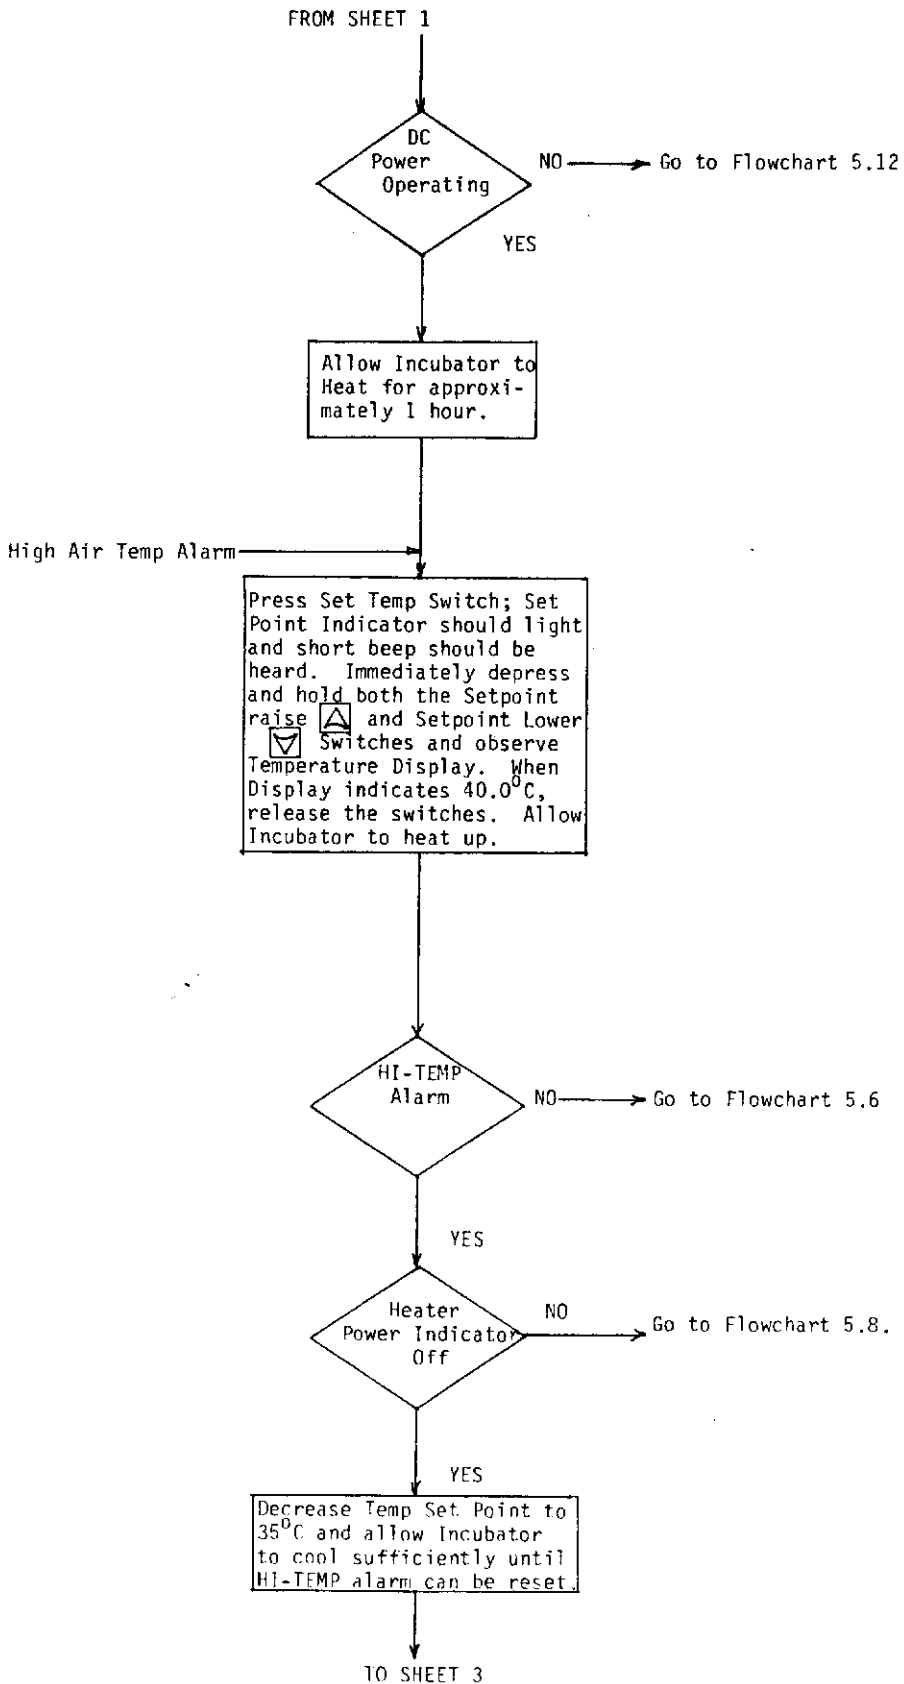 FROM SHEET 1
DC
Power
Operating
NO
Go to Flowchart 5.12
YES
Allow Incubator to
Heat for approxi-
mately 1 hour.
High Air Temp Alarm
Press Set Temp Switch; Set
Point Indicator should light
and short beep should be
heard. Immediately depress
and hold both the Setpoint
raise and Setpoint Lower
Switches and observe
Temperature Display. When
Display indicates 40.0⁰C,
release the switches. Allow
Incubator to heat up.
HI-TEMP
Alarm
NO
Go to Flowchart 5.6
YES
Heater
Power Indicator
Off
NO
Go to Flowchart 5.8.
YES
Decrease Temp Set Point to
35⁰C and allow Incubator
to cool sufficiently until
HI-TEMP alarm can be reset.
TO SHEET 3